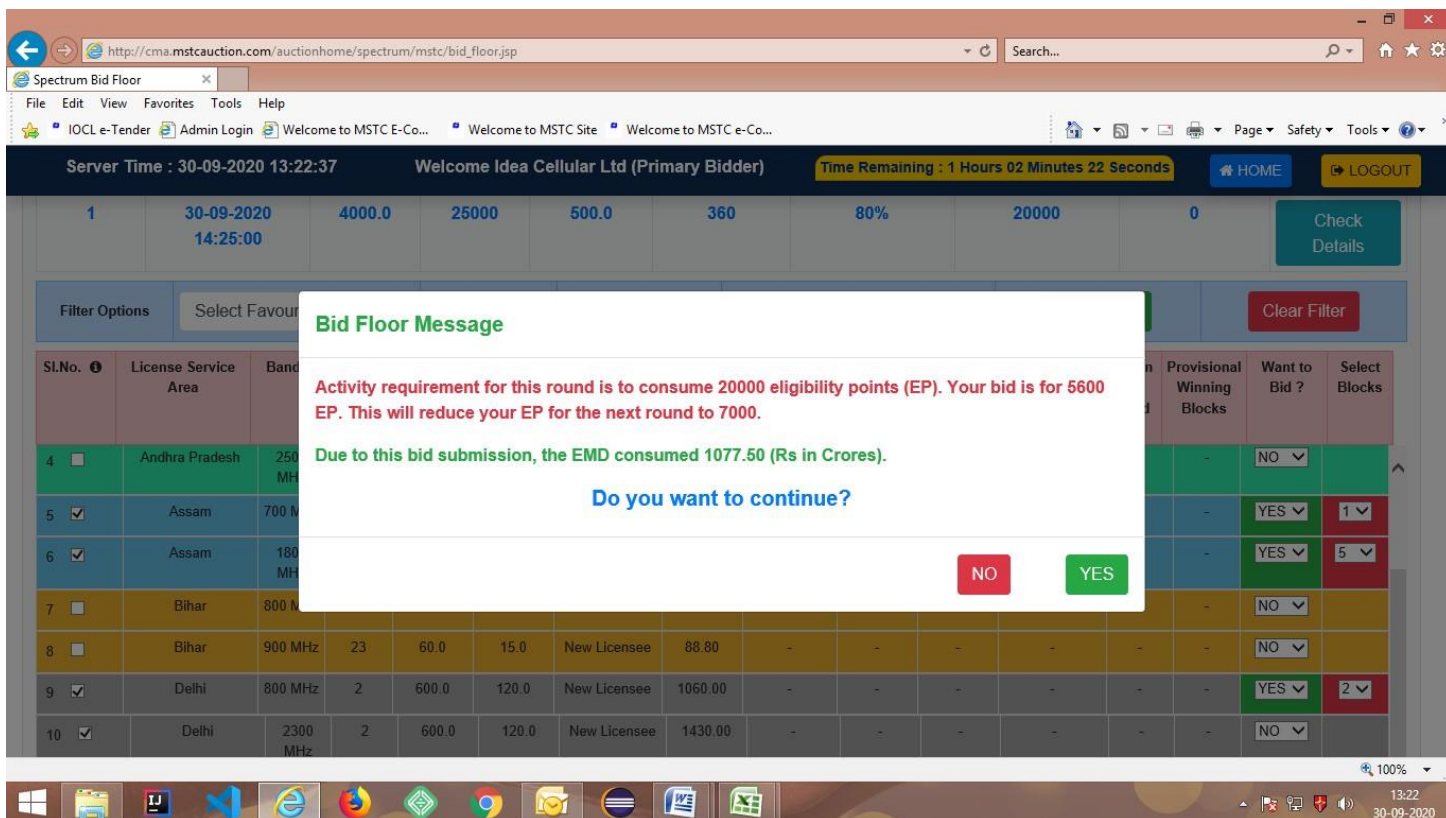 http://cma.mstcauction.com/auctionhome/spectrum/mstc/bid_floor.jsp
Search...
Spectrum Bid Floor
File Edit View Favorites Tools Help
IOCL e-Tender Admin Login Welcome to MSTC E-Co... Welcome to MSTC Site Welcome to MSTC e-Co... Page Safety Tools
Server Time : 30-09-2020 13:22:37 Welcome Idea Cellular Ltd (Primary Bidder) Time Remaining : 1 Hours 02 Minutes 22 Seconds HOME LOGOUT
1 30-09-2020 4000.0 25000 500.0 360 80% 20000 0 Check
14:25:00 Details
Filter Options Select Favour Clear Filter
Bid Floor Message
Sl.No. License Service Band Provisional Want to Select
Area Winning Bid ? Blocks
Blocks
Activity requirement for this round is to consume 20000 eligibility points (EP). Your bid is for 5600
EP. This will reduce your EP for the next round to 7000.
Due to this bid submission, the EMD consumed 1077.50 (Rs in Crores).
Do you want to continue?
NO YES
4 Andhra Pradesh 250 - NO
MH
5 Assam 700 M - YES 1
6 Assam 180 - YES 5
MH
7 Bihar 800 M - NO
8 Bihar 900 MHz 23 60.0 15.0 New Licensee 88.80 - - - - - - NO
9 Delhi 800 MHz 2 600.0 120.0 New Licensee 1060.00 - - - - - - YES 2
10 Delhi 2300 2 600.0 120.0 New Licensee 1430.00 - - - - - - NO
MHz
100%
13:22
30-09-2020